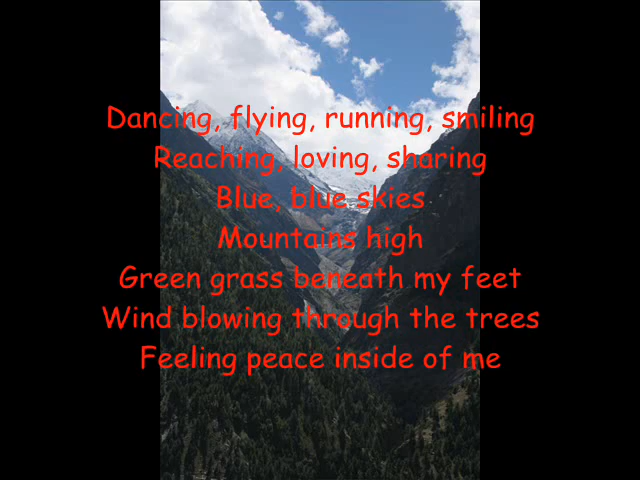 Dancing, flying, running, smiling
Reaching, loving, sharing
Blue, blue skies
Mountains high
Green grass beneath my feet
Wind blowing through the trees
Feeling peace inside of me